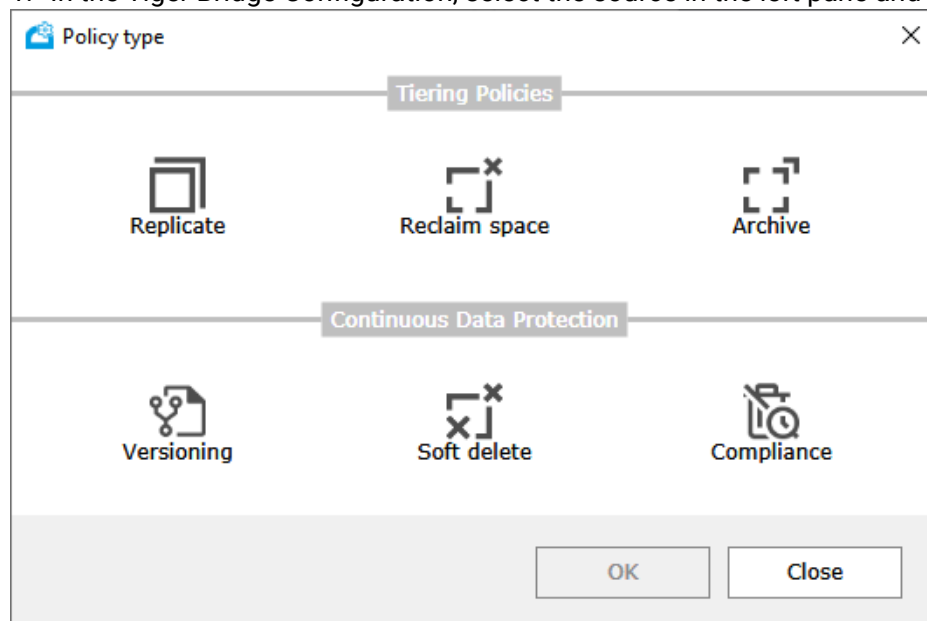 1. In the Tiger Bridge Configuration, select the source in the left pane and
Policy type
Tiering Policies
Replicate Reclaim space Archive
Continuous Data Protection
Versioning Soft delete Compliance
OK Close